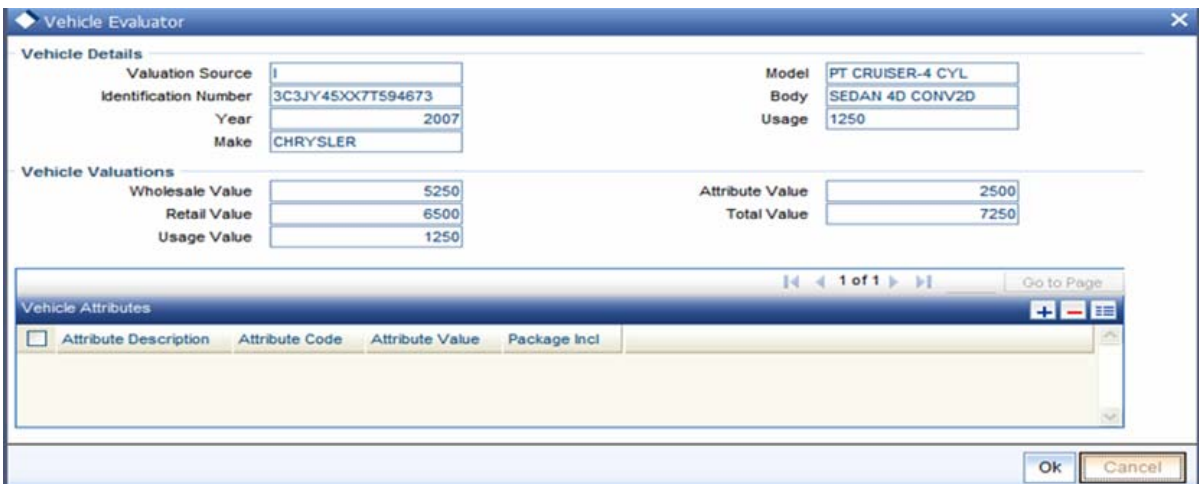 Vehicle Evaluator
Vehicle Details
Valuation Source I Model PT CRUISER-4 CYL
Identification Number 3C3JY45XX7T594673 Body SEDAN 4D CONV2D
Year 2007 Usage 1250
Make CHRYSLER
Vehicle Valuations
Wholesale Value 5250 Attribute Value 2500
Retail Value 6500 Total Value 7250
Usage Value 1250
1 of 1 Go to Page
Vehicle Attributes
Attribute Description Attribute Code Attribute Value Package Incl
Ok Cancel